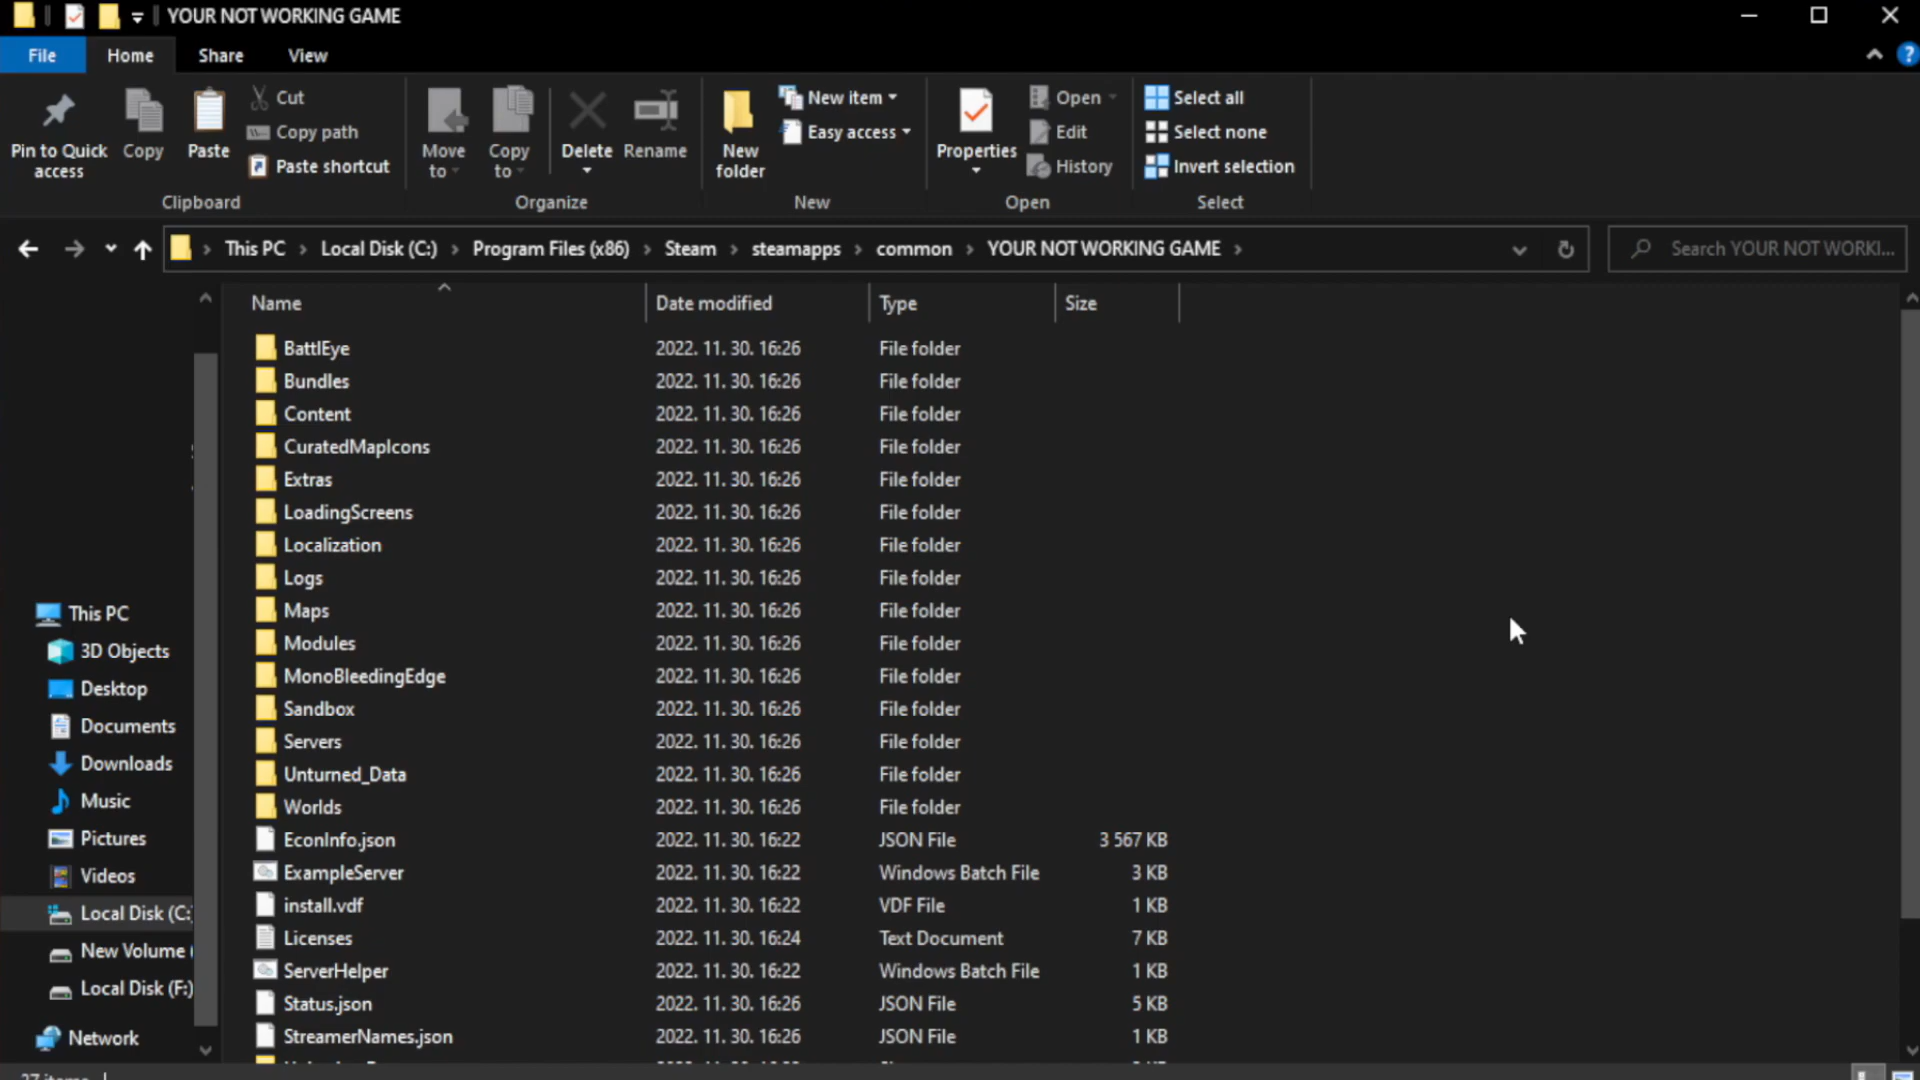 YOUR NOT WORKING GAME
File Home Share View
Pin to Quick access
Copy
Paste
Cut
Copy path
Paste shortcut
Clipboard
Move to
Copy to
Delete
Rename
Organize
New folder
New item
Easy access
New
Properties
Open
Edit
History
Open
Select all
Select none
Invert selection
Select
This PC Local Disk (C:) Program Files (x86) Steam steamapps common YOUR NOT WORKING GAME
Search YOUR NOT WORKI...
Name Date modified Type Size
BattlEye 2022. 11. 30. 16:26 File folder
Bundles 2022. 11. 30. 16:26 File folder
Content 2022. 11. 30. 16:26 File folder
CuratedMapIcons 2022. 11. 30. 16:26 File folder
Extras 2022. 11. 30. 16:26 File folder
LoadingScreens 2022. 11. 30. 16:26 File folder
Localization 2022. 11. 30. 16:26 File folder
Logs 2022. 11. 30. 16:26 File folder
Maps 2022. 11. 30. 16:26 File folder
Modules 2022. 11. 30. 16:26 File folder
MonoBleedingEdge 2022. 11. 30. 16:26 File folder
Sandbox 2022. 11. 30. 16:26 File folder
Servers 2022. 11. 30. 16:26 File folder
Unturned_Data 2022. 11. 30. 16:26 File folder
Worlds 2022. 11. 30. 16:26 File folder
EconInfo.json 2022. 11. 30. 16:22 JSON File 3 567 KB
ExampleServer 2022. 11. 30. 16:22 Windows Batch File 3 KB
install.vdf 2022. 11. 30. 16:22 VDF File 1 KB
Licenses 2022. 11. 30. 16:24 Text Document 7 KB
ServerHelper 2022. 11. 30. 16:22 Windows Batch File 1 KB
Status.json 2022. 11. 30. 16:26 JSON File 5 KB
StreamerNames.json 2022. 11. 30. 16:26 JSON File 1 KB
This PC
3D Objects
Desktop
Documents
Downloads
Music
Pictures
Videos
Local Disk (C:)
New Volume (
Local Disk (F:)
Network